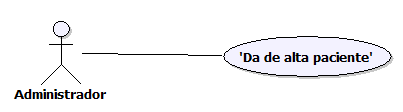 'Da de alta paciente'
Administrador